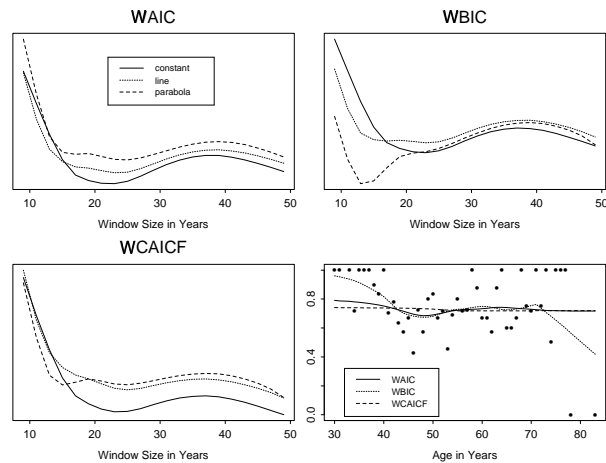 WAIC
constant
line
parabola
10 20 30 40 50
Window Size in Years
WBIC
10 20 30 40 50
Window Size in Years
WCAICF
10 20 30 40 50
Window Size in Years
0.8
0.4
0.0
WAIC
WBIC
WCAICF
30 40 50 60 70 80
Age in Years